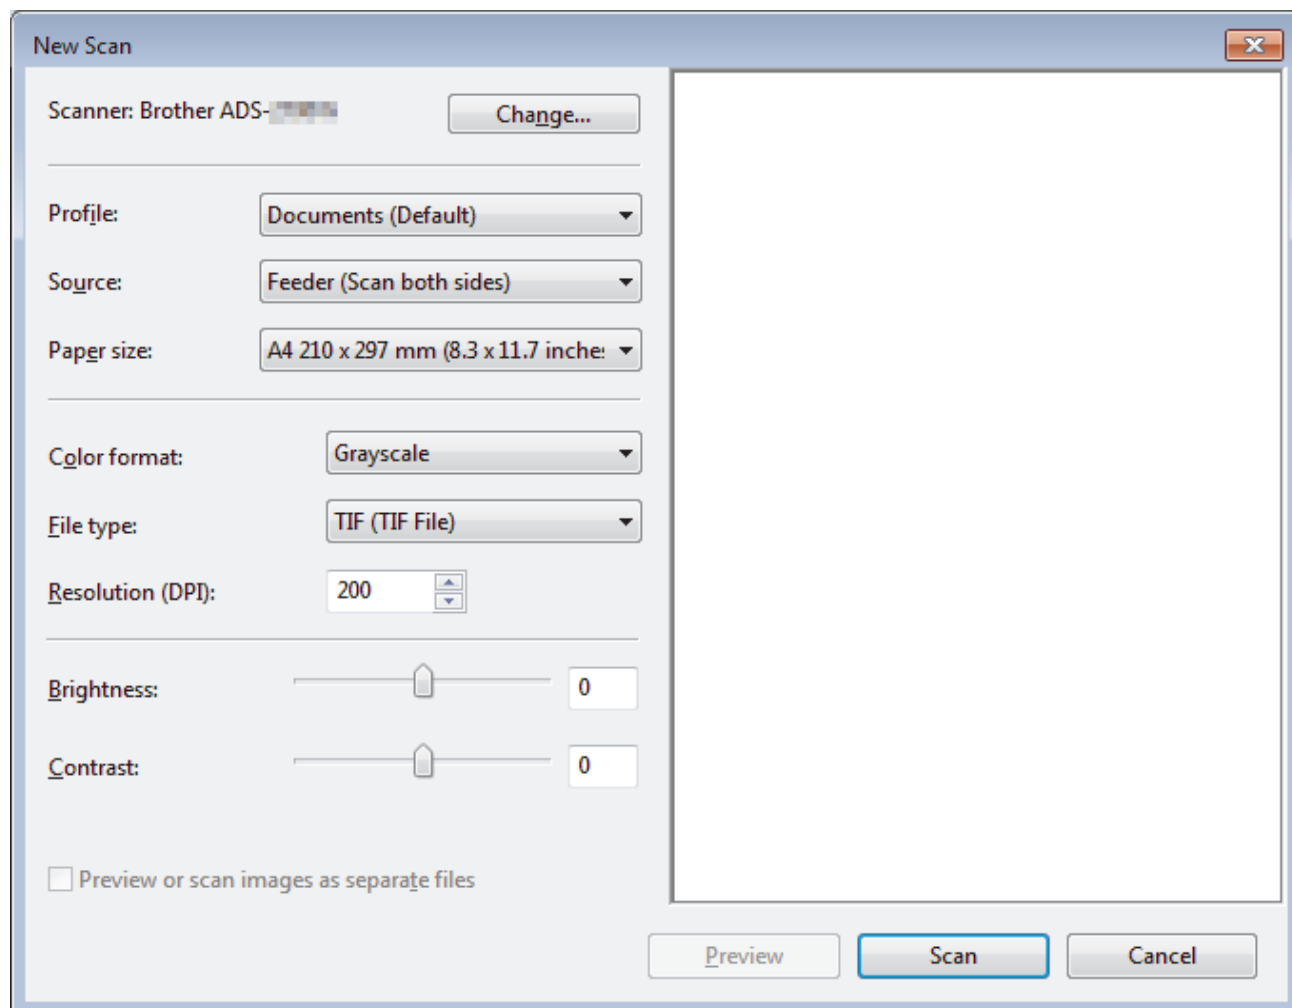 New Scan
Scanner: Brother ADS-
Change...
Profile:
Documents (Default)
Source:
Feeder (Scan both sides)
Paper size:
A4 210 x 297 mm (8.3 x 11.7 inches
Color format:
Grayscale
File type:
TIF (TIF File)
Resolution (DPI):
200
Brightness:
0
Contrast:
0
Preview or scan images as separate files
Preview
Scan
Cancel